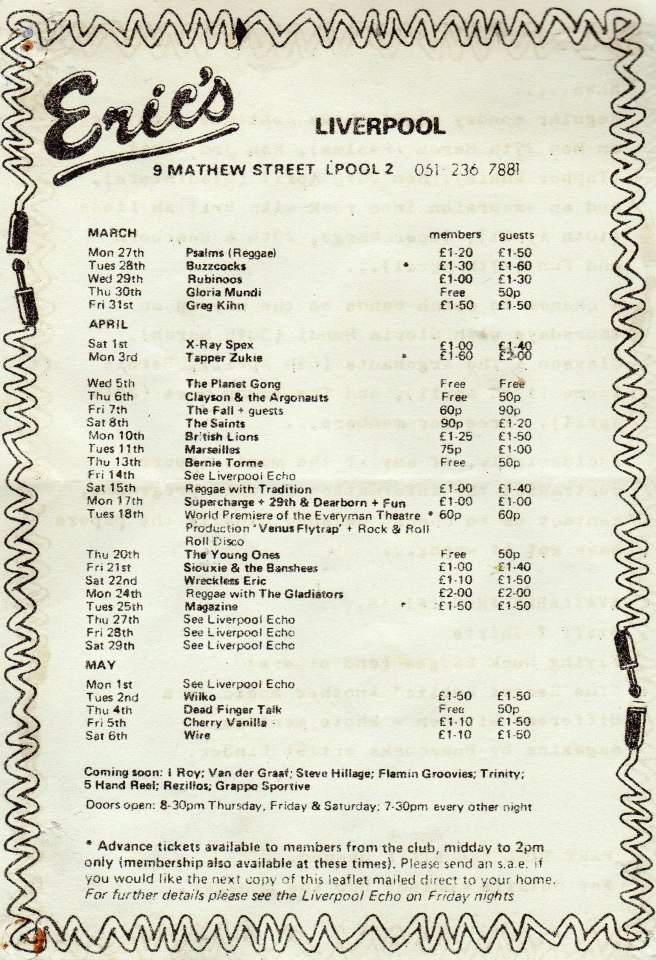 Eric's
LIVERPOOL
9 MATHEW STREET L'POOL 2 051 236 7881
MARCH members guests
Mon 27th Psalms (Reggae) £1-20 £1-50
Tues 28th Buzzcocks * £1-30 £1-60
Wed 29th Rubinoos £1-00 £1-30
Thu 30th Gloria Mundi Free 50p
Fri 31st Greg Kihn £1-50 £1-50
APRIL
Sat 1st X-Ray Spex £1-00 £1-40
Mon 3rd Tapper Zukie * £1-60 £2-00
Wed 5th The Planet Gong Free Free
Thu 6th Clayson & the Argonauts Free 50p
Fri 7th The Fall + guests 60p 90p
Sat 8th The Saints 90p £1-20
Mon 10th British Lions £1-25 £1-50
Tues 11th Marseilles 75p £1-00
Thu 13th Bernie Torme Free 50p
Fri 14th See Liverpool Echo
Sat 15th Reggae with Tradition £1-00 £1-40
Mon 17th Supercharge + 29th & Dearborn + Fun £1-00 £1-00
Tues 18th World Premiere of the Everyman Theatre * 60p 60p
Production 'Venus Flytrap' + Rock & Roll
Roll Disco
Thu 20th The Young Ones Free 50p
Fri 21st Siouxie & the Banshees £1-00 £1-40
Sat 22nd Wreckless Eric £1-10 £1-50
Mon 24th Reggae with The Gladiators £2-00 £2-00
Tues 25th Magazine * £1-50 £1-50
Thu 27th See Liverpool Echo
Fri 28th See Liverpool Echo
Sat 29th See Liverpool Echo
MAY
Mon 1st See Liverpool Echo
Tues 2nd Wilko £1-50 £1-50
Thu 4th Dead Finger Talk Free 50p
Fri 5th Cherry Vanilla £1-10 £1-50
Sat 6th Wire £1-10 £1-50
Coming soon: I Roy; Van der Graaf; Steve Hillage; Flamin Groovies; Trinity;
5 Hand Reel; Rezillos; Grappo Sportive
Doors open: 8-30pm Thursday, Friday & Saturday; 7-30pm every other night
* Advance tickets available to members from the club, midday to 2pm
only (membership also available at these times). Please send an s.a.e. if
you would like the next copy of this leaflet mailed direct to your home.
For further details please see the Liverpool Echo on Friday nights